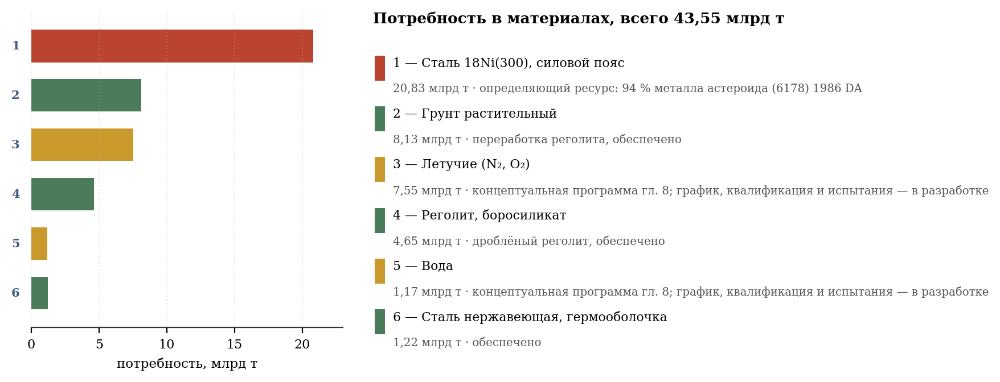 Потребность в материалах, всего 43,55 млрд т
1
2
3
4
5
6
0 5 10 15 20
потребность, млрд т
1 — Сталь 18Ni(300), силовой пояс
20,83 млрд т · определяющий ресурс: 94 % металла астероида (6178) 1986 DA
2 — Грунт растительный
8,13 млрд т · переработка реголита, обеспечено
3 — Летучие (N₂, O₂)
7,55 млрд т · концептуальная программа гл. 8; график, квалификация и испытания — в разработке
4 — Реголит, боросиликат
4,65 млрд т · дроблёный реголит, обеспечено
5 — Вода
1,17 млрд т · концептуальная программа гл. 8; график, квалификация и испытания — в разработке
6 — Сталь нержавеющая, гермооболочка
1,22 млрд т · обеспечено